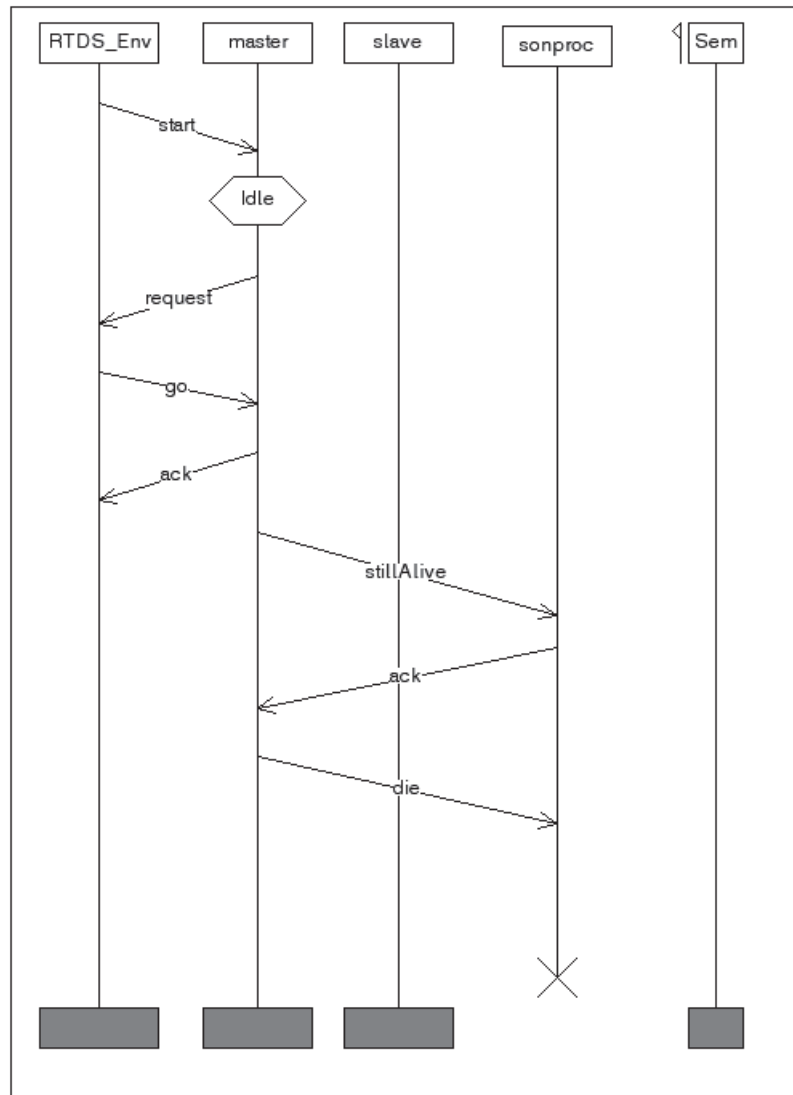 RTDS_Env master slave sonproc Sem
start
Idle
request
go
ack
stillAlive
ack
die